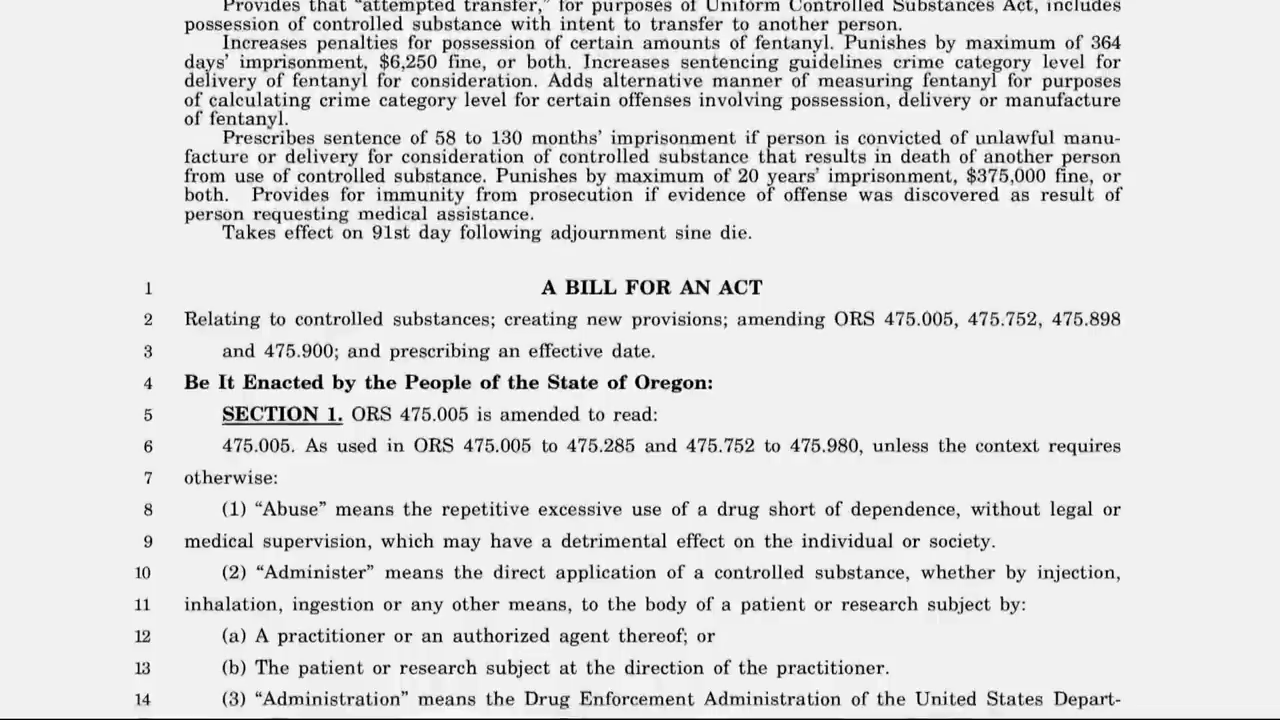 Provides that “attempted transfer,” for purposes of Uniform Controlled Substances Act, includes
possession of controlled substance with intent to transfer to another person.
Increases penalties for possession of certain amounts of fentanyl. Punishes by maximum of 364
days’ imprisonment, $6,250 fine, or both. Increases sentencing guidelines crime category level for
delivery of fentanyl for consideration. Adds alternative manner of measuring fentanyl for purposes
of calculating crime category level for certain offenses involving possession, delivery or manufacture
of fentanyl.
Prescribes sentence of 58 to 130 months’ imprisonment if person is convicted of unlawful manu-
facture or delivery for consideration of controlled substance that results in death of another person
from use of controlled substance. Punishes by maximum of 20 years’ imprisonment, $375,000 fine, or
both. Provides for immunity from prosecution if evidence of offense was discovered as result of
person requesting medical assistance.
Takes effect on 91st day following adjournment sine die.
1 A BILL FOR AN ACT
2 Relating to controlled substances; creating new provisions; amending ORS 475.005, 475.752, 475.898
3 and 475.900; and prescribing an effective date.
4 Be It Enacted by the People of the State of Oregon:
5 SECTION 1. ORS 475.005 is amended to read:
6 475.005. As used in ORS 475.005 to 475.285 and 475.752 to 475.980, unless the context requires
7 otherwise:
8 (1) “Abuse” means the repetitive excessive use of a drug short of dependence, without legal or
9 medical supervision, which may have a detrimental effect on the individual or society.
10 (2) “Administer” means the direct application of a controlled substance, whether by injection,
11 inhalation, ingestion or any other means, to the body of a patient or research subject by:
12 (a) A practitioner or an authorized agent thereof; or
13 (b) The patient or research subject at the direction of the practitioner.
14 (3) “Administration” means the Drug Enforcement Administration of the United States Depart-